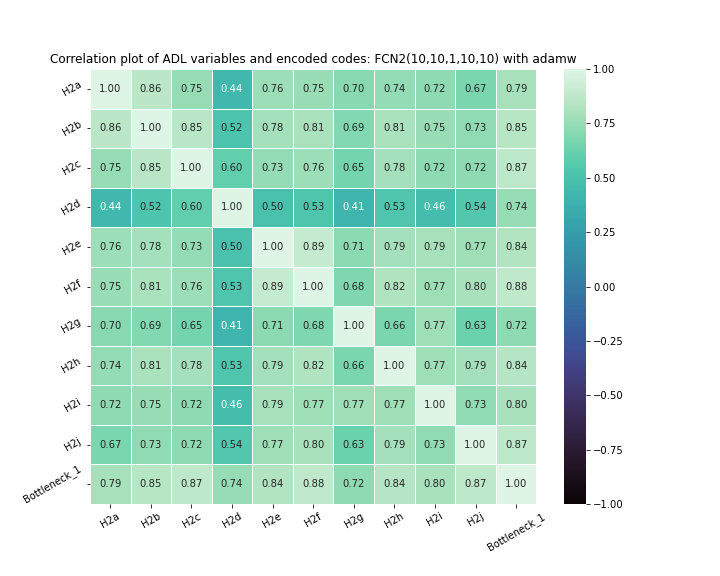 Correlation plot of ADL variables and encoded codes: FCN2(10,10,1,10,10) with adamw
H2a 1.00 0.86 0.75 0.44 0.76 0.75 0.70 0.74 0.72 0.67 0.79
H2b 0.86 1.00 0.85 0.52 0.78 0.81 0.69 0.81 0.75 0.73 0.85
H2c 0.75 0.85 1.00 0.60 0.73 0.76 0.65 0.78 0.72 0.72 0.87
H2d 0.44 0.52 0.60 1.00 0.50 0.53 0.41 0.53 0.46 0.54 0.74
H2e 0.76 0.78 0.73 0.50 1.00 0.89 0.71 0.79 0.79 0.77 0.84
H2f 0.75 0.81 0.76 0.53 0.89 1.00 0.68 0.82 0.77 0.80 0.88
H2g 0.70 0.69 0.65 0.41 0.71 0.68 1.00 0.66 0.77 0.63 0.72
H2h 0.74 0.81 0.78 0.53 0.79 0.82 0.66 1.00 0.77 0.79 0.84
H2i 0.72 0.75 0.72 0.46 0.79 0.77 0.77 0.77 1.00 0.73 0.80
H2j 0.67 0.73 0.72 0.54 0.77 0.80 0.63 0.79 0.73 1.00 0.87
Bottleneck_1 0.79 0.85 0.87 0.74 0.84 0.88 0.72 0.84 0.80 0.87 1.00
H2a H2b H2c H2d H2e H2f H2g H2h H2i H2j Bottleneck_1
1.00
0.75
0.50
0.25
0.00
−0.25
−0.50
−0.75
−1.00